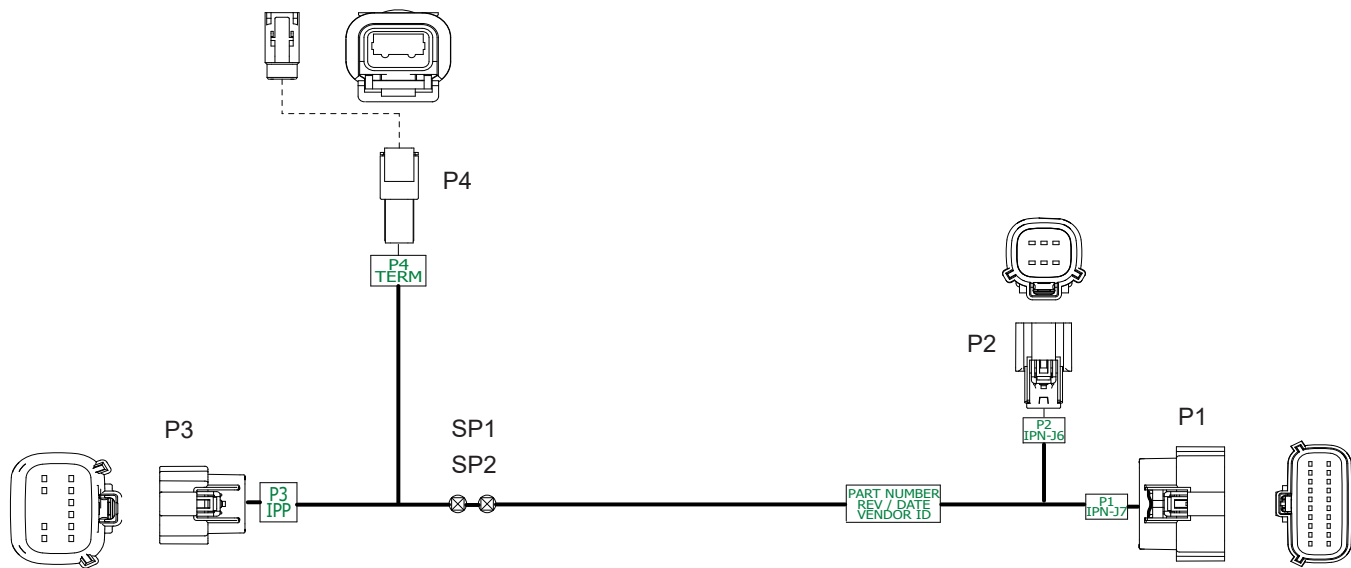 P4
P4
TERM
P2
P2
IPN-J6
P3
SP1
SP2
P1
P3
IPP
PART NUMBER
REV / DATE
VENDOR ID
P1
IPN-J7